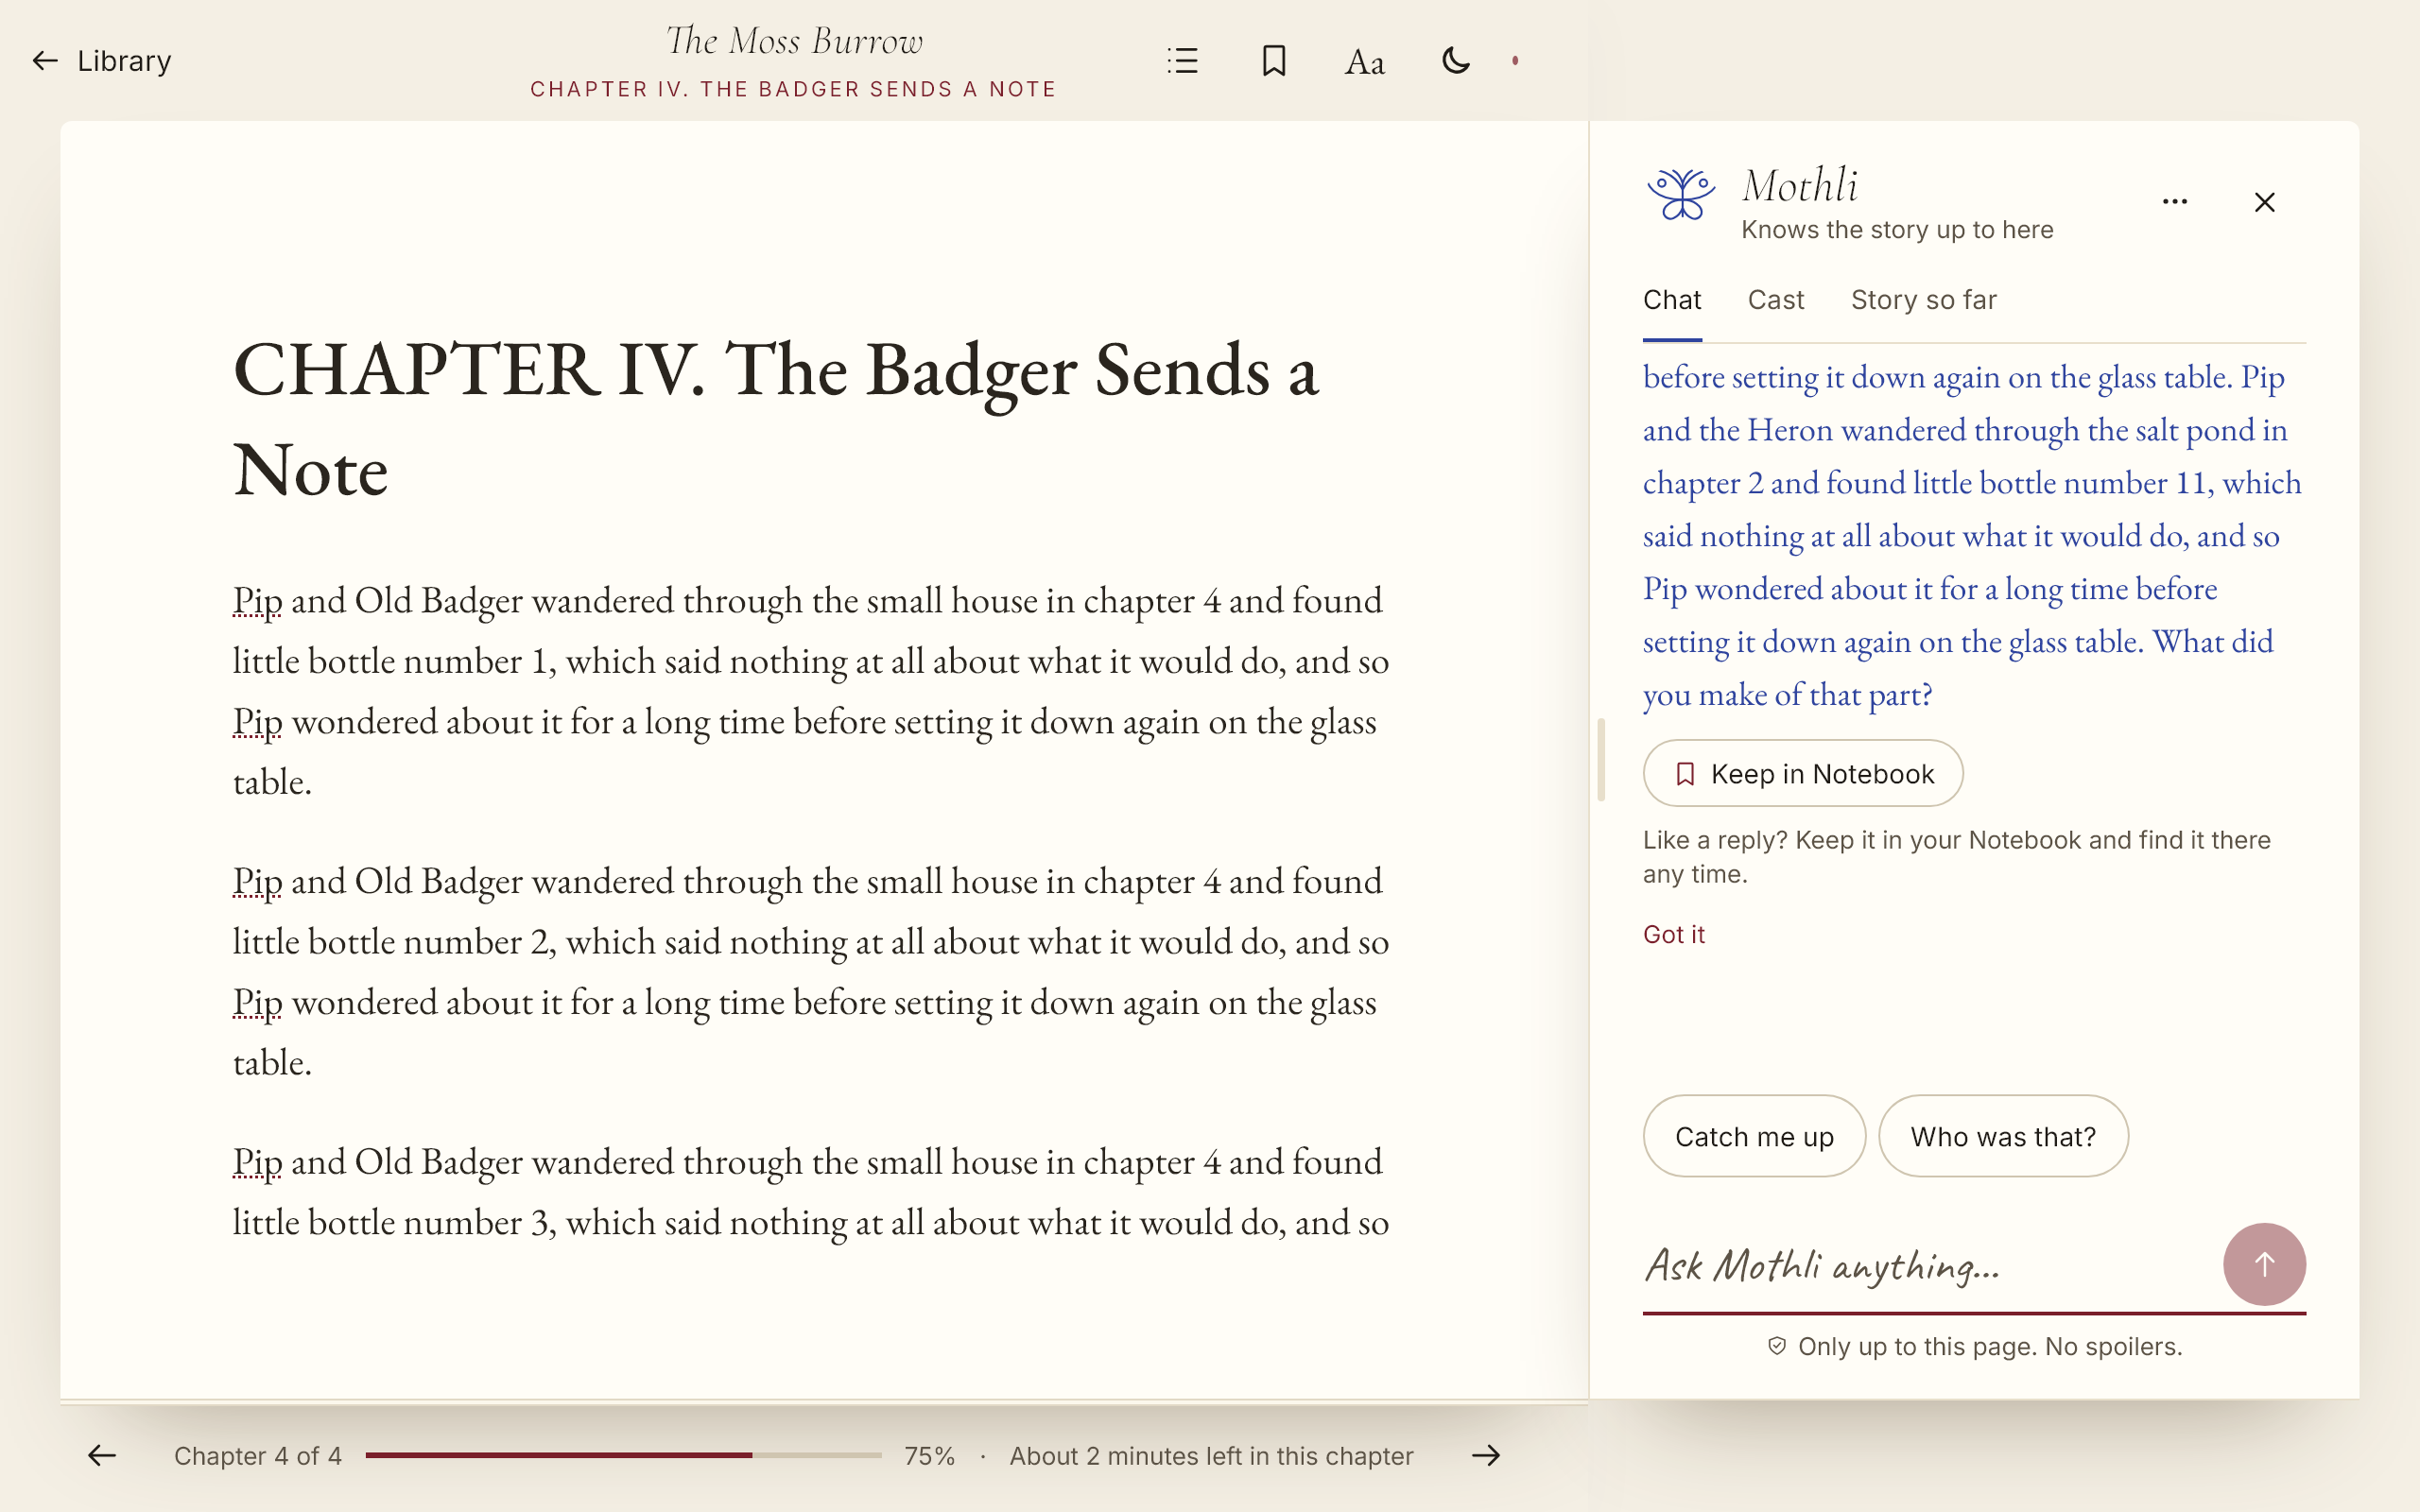 Library
The Moss Burrow
CHAPTER IV. THE BADGER SENDS A NOTE
Aa
CHAPTER IV. The Badger Sends a
Note
Pip and Old Badger wandered through the small house in chapter 4 and found
little bottle number 1, which said nothing at all about what it would do, and so
Pip wondered about it for a long time before setting it down again on the glass
table.
Pip and Old Badger wandered through the small house in chapter 4 and found
little bottle number 2, which said nothing at all about what it would do, and so
Pip wondered about it for a long time before setting it down again on the glass
table.
Pip and Old Badger wandered through the small house in chapter 4 and found
little bottle number 3, which said nothing at all about what it would do, and so
Chapter 4 of 4
75% · About 2 minutes left in this chapter
Mothli
Knows the story up to here
Chat Cast Story so far
before setting it down again on the glass table. Pip
and the Heron wandered through the salt pond in
chapter 2 and found little bottle number 11, which
said nothing at all about what it would do, and so
Pip wondered about it for a long time before
setting it down again on the glass table. What did
you make of that part?
Keep in Notebook
Like a reply? Keep it in your Notebook and find it there
any time.
Got it
Catch me up Who was that?
Ask Mothli anything...
Only up to this page. No spoilers.